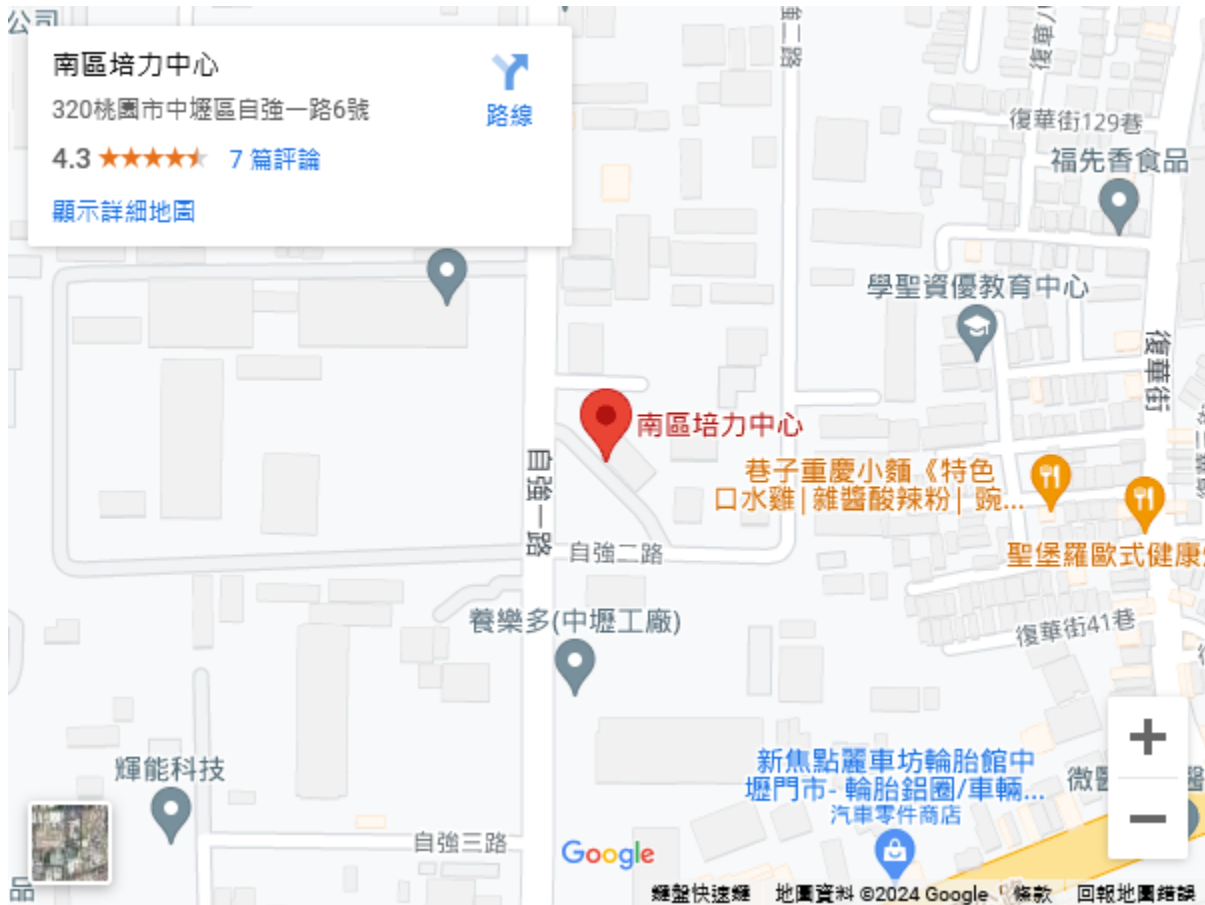 公司
南區培力中心
320桃園市中壢區自強一路6號
路線
4.3
7 篇評論
顯示詳細地圖
二路
復華街129巷
福先香食品
學聖資優教育中心
復華街
南區培力中心
自強一路
巷子重慶小麵《特色
口水雞|雜醬酸辣粉| 豌...
自強二路
聖堡羅歐式健康
養樂多(中壢工廠)
復華街41巷
輝能科技
新焦點麗車坊輪胎館中
壢門市- 輪胎鋁圈/車輛...
汽車零件商店
自強三路
Google
品
鍵盤快速鍵
地圖資料 ©2024 Google
條款
回報地圖錯誤